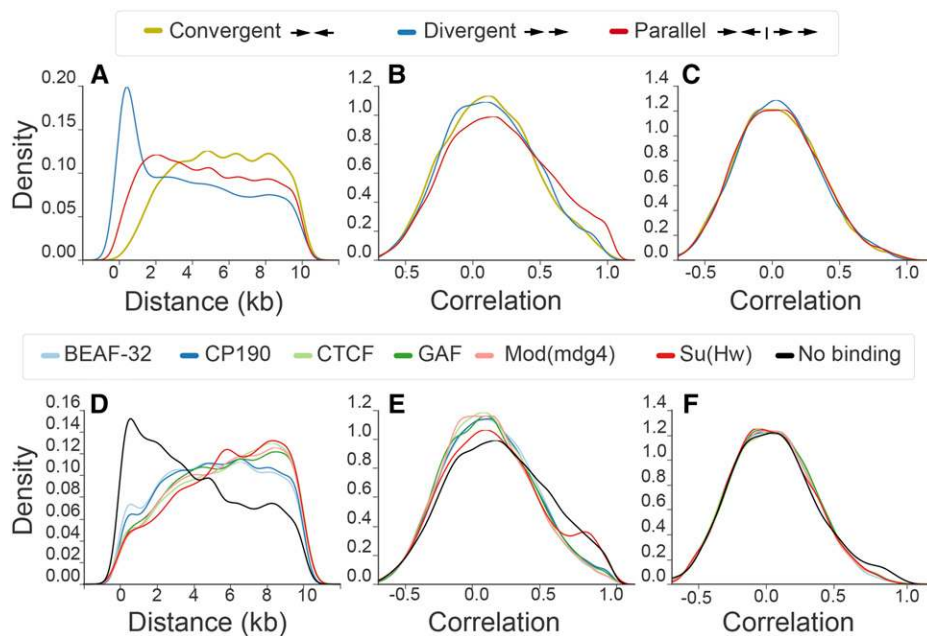 Convergent Divergent Parallel
A B C
0.20
0.15
0.10
0.05
0.00
Density
0 2 4 6 8 10
Distance (kb)
1.2
1.0
0.8
0.6
0.4
0.2
0.0
-0.5 0.0 0.5 1.0
Correlation
1.4
1.2
1.0
0.8
0.6
0.4
0.2
0.0
-0.5 0.0 0.5 1.0
Correlation
BEAF-32 CP190 CTCF GAF Mod(mdg4) Su(Hw) No binding
D E F
0.16
0.14
0.12
0.10
0.08
0.06
0.04
0.02
0.00
Density
0 2 4 6 8 10
Distance (kb)
1.2
1.0
0.8
0.6
0.4
0.2
0.0
-0.5 0.0 0.5 1.0
Correlation
1.4
1.2
1.0
0.8
0.6
0.4
0.2
0.0
-0.5 0.0 0.5 1.0
Correlation